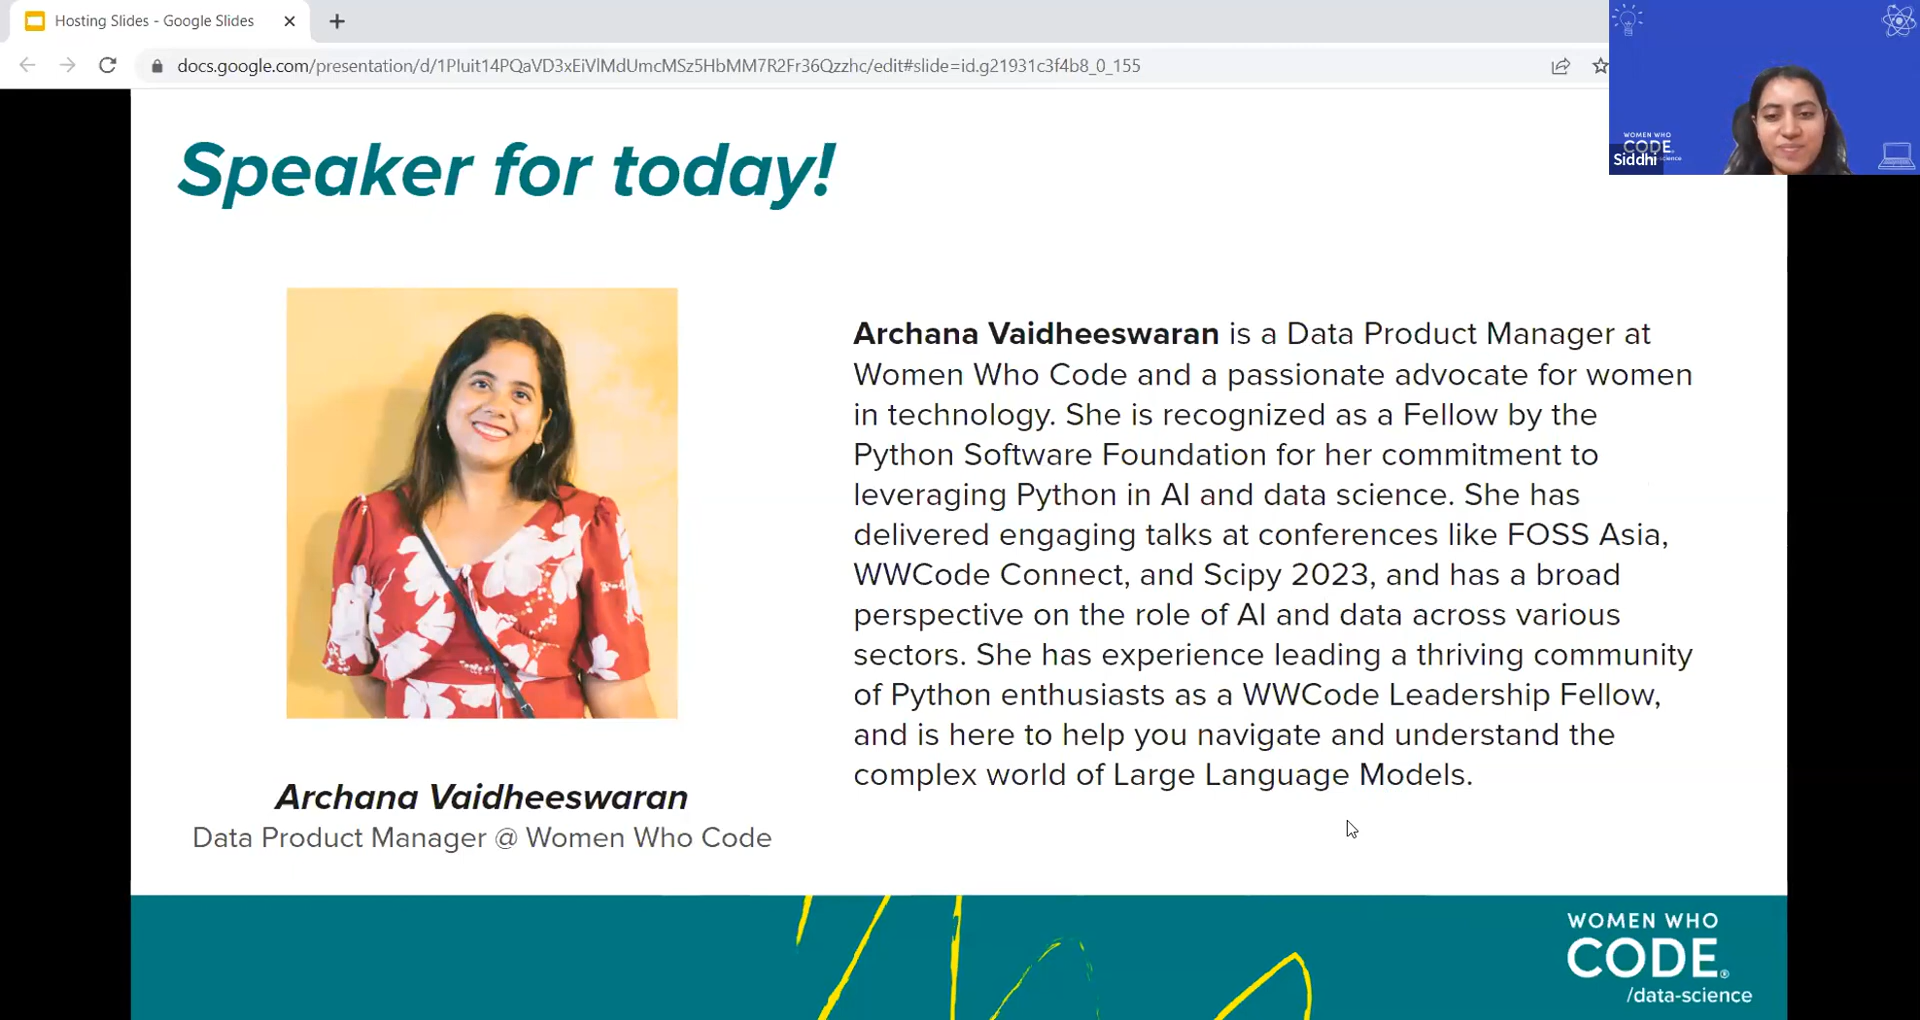 Hosting Slides - Google Slides
docs.google.com/presentation/d/1PIuit14PQaVD3xEiVlMdUmcMSz5HbMM7R2Fr36Qzzhc/edit#slide=id.g21931c3f4b8_0_155
WOMEN WHO
CODE
Siddhi
Speaker for today!
Archana Vaidheeswaran is a Data Product Manager at
Women Who Code and a passionate advocate for women
in technology. She is recognized as a Fellow by the
Python Software Foundation for her commitment to
leveraging Python in AI and data science. She has
delivered engaging talks at conferences like FOSS Asia,
WWCode Connect, and Scipy 2023, and has a broad
perspective on the role of AI and data across various
sectors. She has experience leading a thriving community
of Python enthusiasts as a WWCode Leadership Fellow,
and is here to help you navigate and understand the
complex world of Large Language Models.
Archana Vaidheeswaran
Data Product Manager @ Women Who Code
WOMEN WHO
CODE®
/data-science